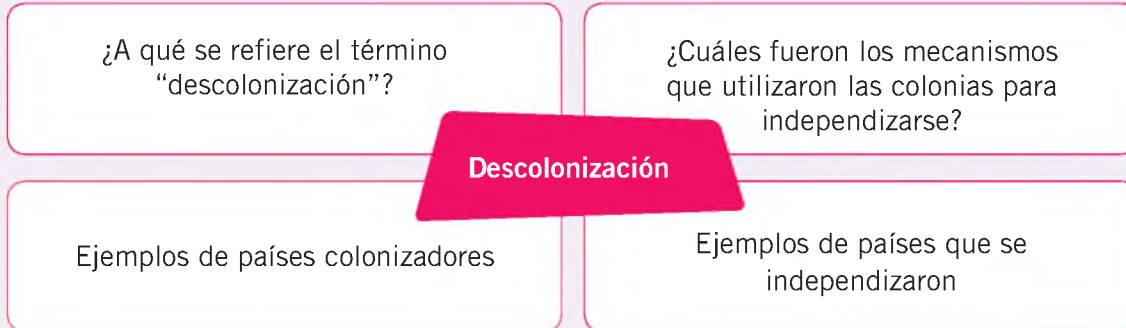 ¿A qué se refiere el término
“descolonización”?
¿Cuáles fueron los mecanismos
que utilizaron las colonias para
independizarse?
Descolonización
Ejemplos de países colonizadores
Ejemplos de países que se
independizaron